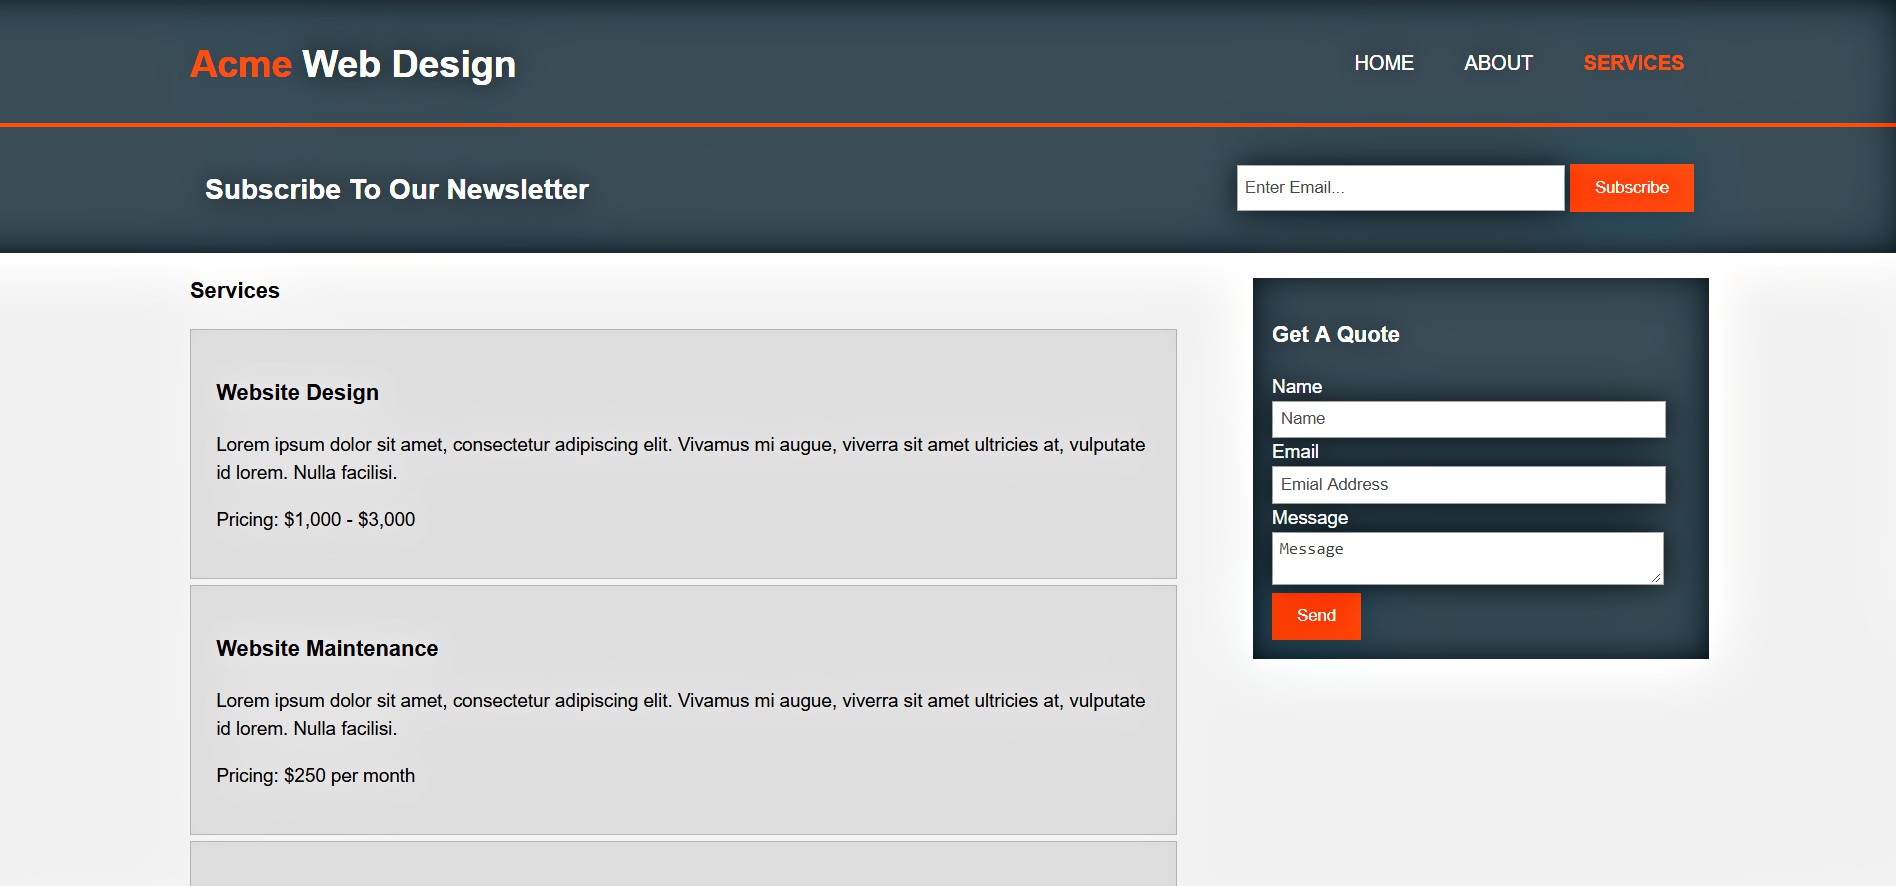 Acme Web Design
HOME ABOUT SERVICES
Subscribe To Our Newsletter
Enter Email...
Subscribe
Services
Website Design
Lorem ipsum dolor sit amet, consectetur adipiscing elit. Vivamus mi augue, viverra sit amet ultricies at, vulputate
id lorem. Nulla facilisi.
Pricing: $1,000 - $3,000
Website Maintenance
Lorem ipsum dolor sit amet, consectetur adipiscing elit. Vivamus mi augue, viverra sit amet ultricies at, vulputate
id lorem. Nulla facilisi.
Pricing: $250 per month
Get A Quote
Name
Name
Email
Emial Address
Message
Message
Send